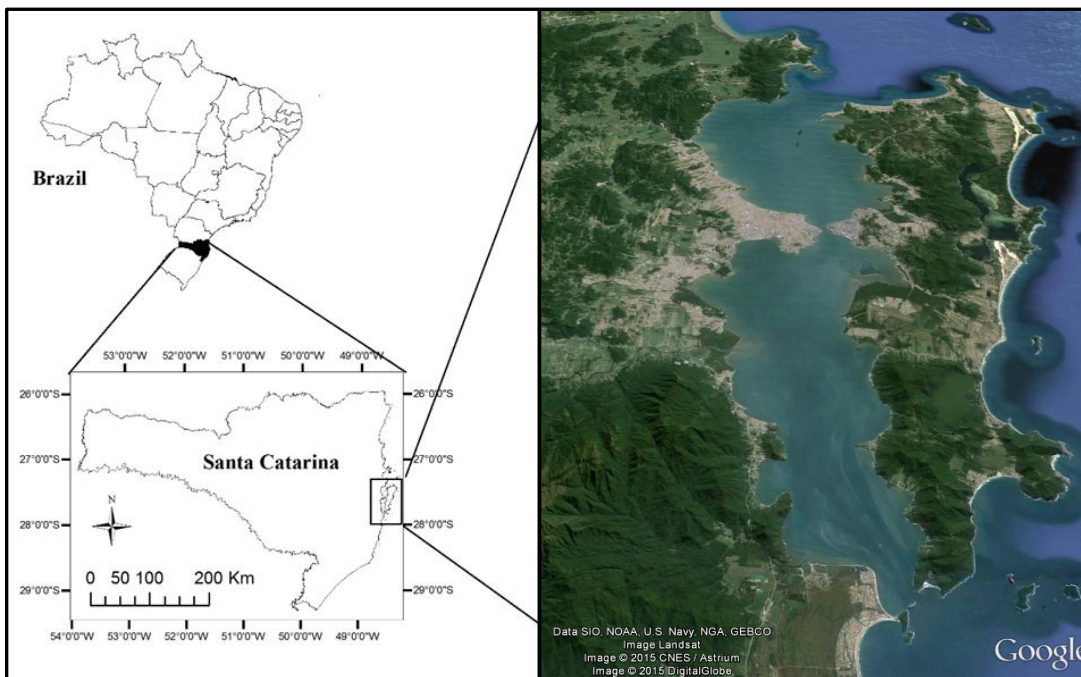 Brazil
53°0'0"W 52°0'0"W 51°0'0"W 50°0'0"W 49°0'0"W
26°0'0"S 26°0'0"S
27°0'0"S 27°0'0"S
Santa Catarina
N
28°0'0"S 28°0'0"S
0 50 100 200 Km
29°0'0"S 29°0'0"S
54°0'0"W 52°0'0"W 51°0'0"W 50°0'0"W 49°0'0"W
Data SIO, NOAA, U.S. Navy, NGA, GEBCO
Image Landsat
Image © 2015 CNES / Astrium
Image © 2015 DigitalGlobe
Google